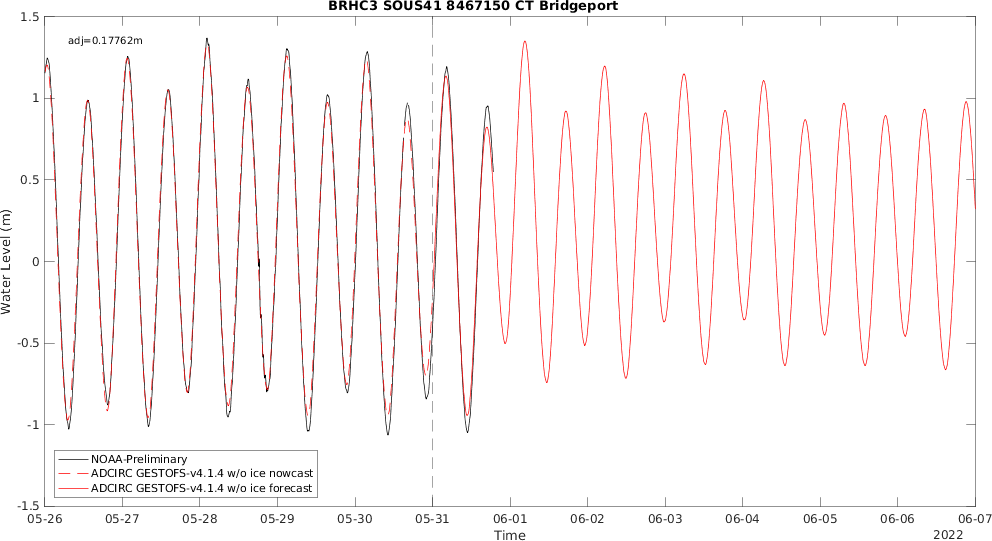 BRHC3 SOUS41 8467150 CT Bridgeport
adj=0.17762m
1.5
1
0.5
0
-0.5
-1
-1.5
Water Level (m)
NOAA-Preliminary
ADCIRC GESTOFS-v4.1.4 w/o ice nowcast
ADCIRC GESTOFS-v4.1.4 w/o ice forecast
05-26 05-27 05-28 05-29 05-30 05-31 06-01 06-02 06-03 06-04 06-05 06-06 06-07
Time
2022